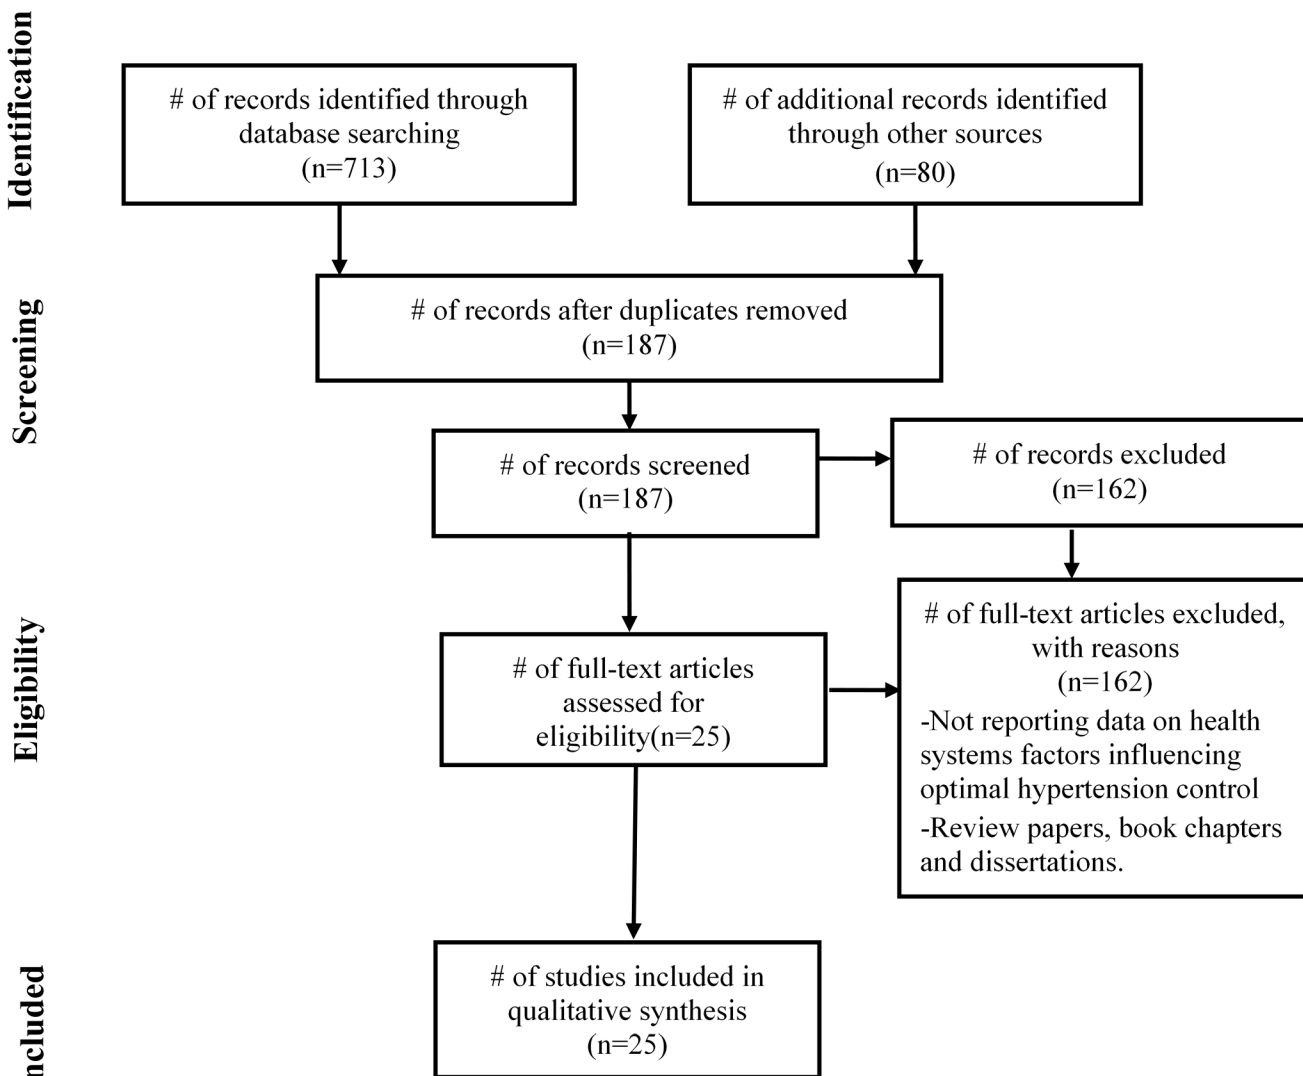 Identification
# of records identified through
database searching
(n=713)
# of additional records identified
through other sources
(n=80)
Screening
# of records after duplicates removed
(n=187)
# of records screened
(n=187)
# of records excluded
(n=162)
Eligibility
# of full-text articles
assessed for
eligibility(n=25)
# of full-text articles excluded,
with reasons
(n=162)
-Not reporting data on health
systems factors influencing
optimal hypertension control
-Review papers, book chapters
and dissertations.
ncluded
# of studies included in
qualitative synthesis
(n=25)